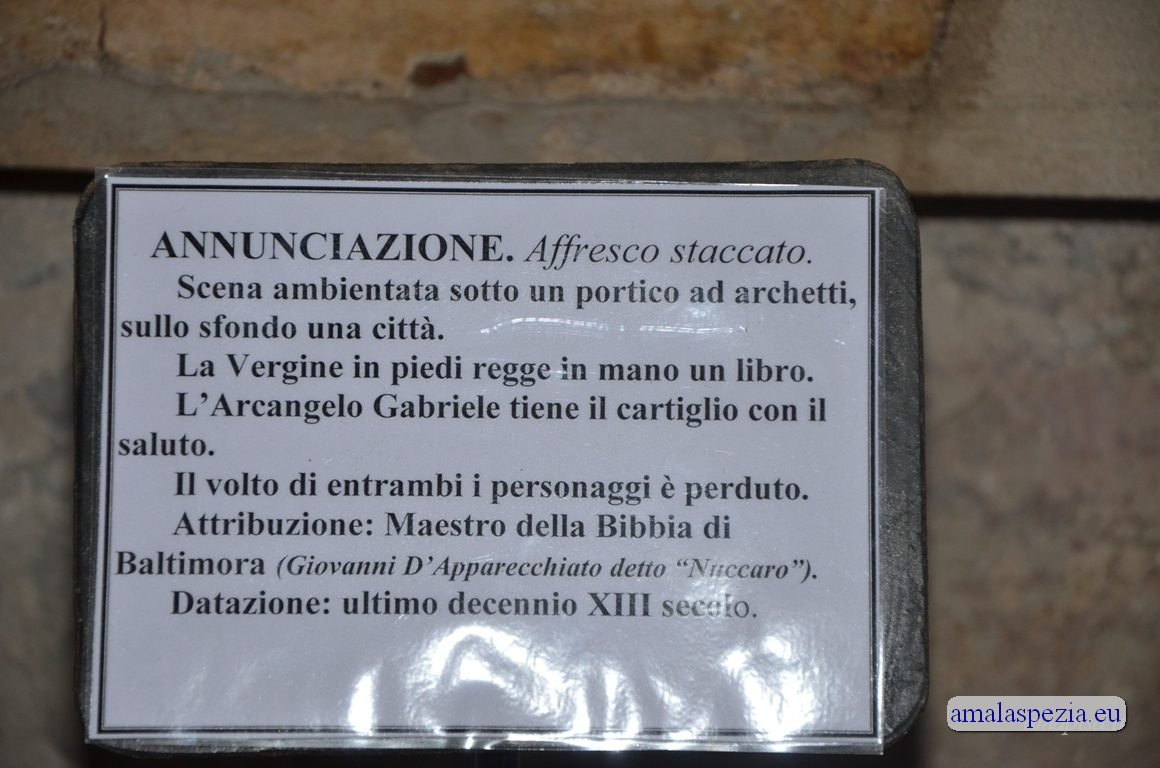 ANNUNCIAZIONE. Affresco staccato.
Scena ambientata sotto un portico ad archetti,
sullo sfondo una città.
La Vergine in piedi regge in mano un libro.
L’Arcangelo Gabriele tiene il cartiglio con il
saluto.
Il volto di entrambi i personaggi è perduto.
Attribuzione: Maestro della Bibbia di
Baltimora (Giovanni D’Apparecchiato detto “Nuccaro”).
Datazione: ultimo decennio XIII secolo.
amalaspezia.eu